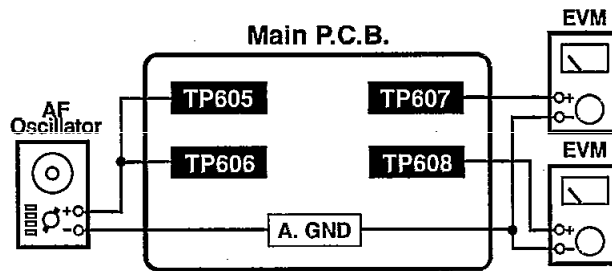 EVM
Main P.C.B.
AF
Oscillator
TP605
TP607
+
−
EVM
TP606
TP608
+
−
A. GND
+
−